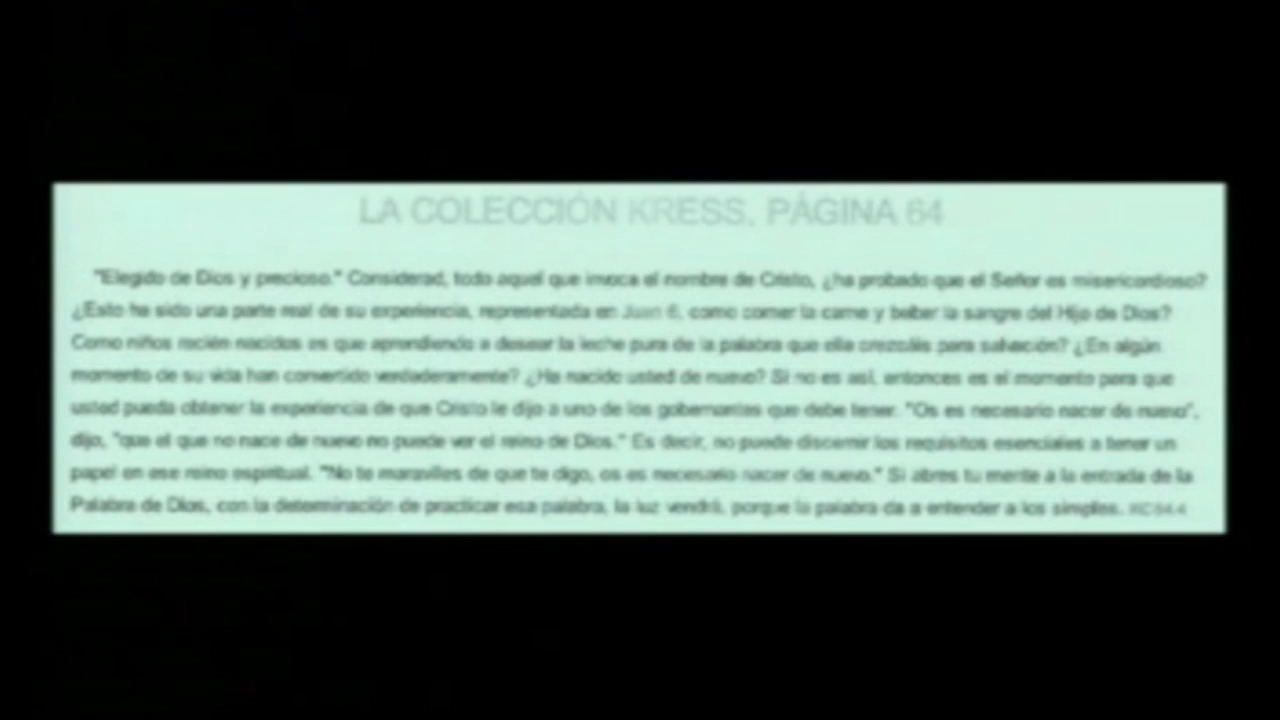 LA COLECCIÓN KRESS, PÁGINA 64
"Elegido de Dios y precioso." Considerad, todo aquel que invoca el nombre de Cristo, ¿ha probado que el Señor es misericordioso?
¿Esto ha sido una parte real de su experiencia, representada en Juan 6, como comer la carne y beber la sangre del Hijo de Dios?
Como niños recién nacidos es que aprendiendo a desear la leche pura de la palabra que ella crezcáis para salvación? ¿En algún
momento de su vida han convertido verdaderamente? ¿Ha nacido usted de nuevo? Si no es así, entonces es el momento para que
usted pueda obtener la experiencia de que Cristo le dijo a uno de los gobernantes que debe tener. "Os es necesario nacer de nuevo",
dijo, "que el que no nace de nuevo no puede ver el reino de Dios." Es decir, no puede discernir los requisitos esenciales a tener un
papel en ese reino espiritual. "No te maravilles de que te digo, os es necesario nacer de nuevo." Si abres tu mente a la entrada de la
Palabra de Dios, con la determinación de practicar esa palabra, la luz vendrá, porque la palabra da a entender a los simples. KC 64.4